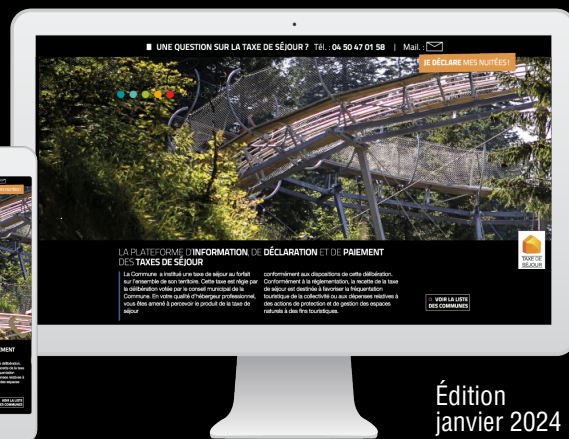 UNE QUESTION SUR LA TAXE DE SÉJOUR ? Tél. : 04 50 47 01 58 | Mail. :
JE DÉCLARE MES NUITÉES !
LA PLATEFORME D'INFORMATION, DE DÉCLARATION ET DE PAIEMENT
DES TAXES DE SÉJOUR
La Commune a institué une taxe de séjour au forfait
sur l'ensemble de son territoire. Cette taxe est régie par
la délibération votée par le conseil municipal de la
Commune. En votre qualité d'hébergeur professionnel,
vous êtes amené à percevoir le produit de la taxe de
séjour
conformément aux dispositions de cette délibération.
Conformément à la réglementation, la recette de la taxe
de séjour est destinée à favoriser la fréquentation
touristique de la collectivité ou aux dépenses relatives à
des actions de protection et de gestion des espaces
naturels à des fins touristiques.
TAXE DE
SÉJOUR
VOIR LA LISTE
DES COMMUNES
VOIR LA LISTE
DES COMMUNES
Édition
janvier 2024